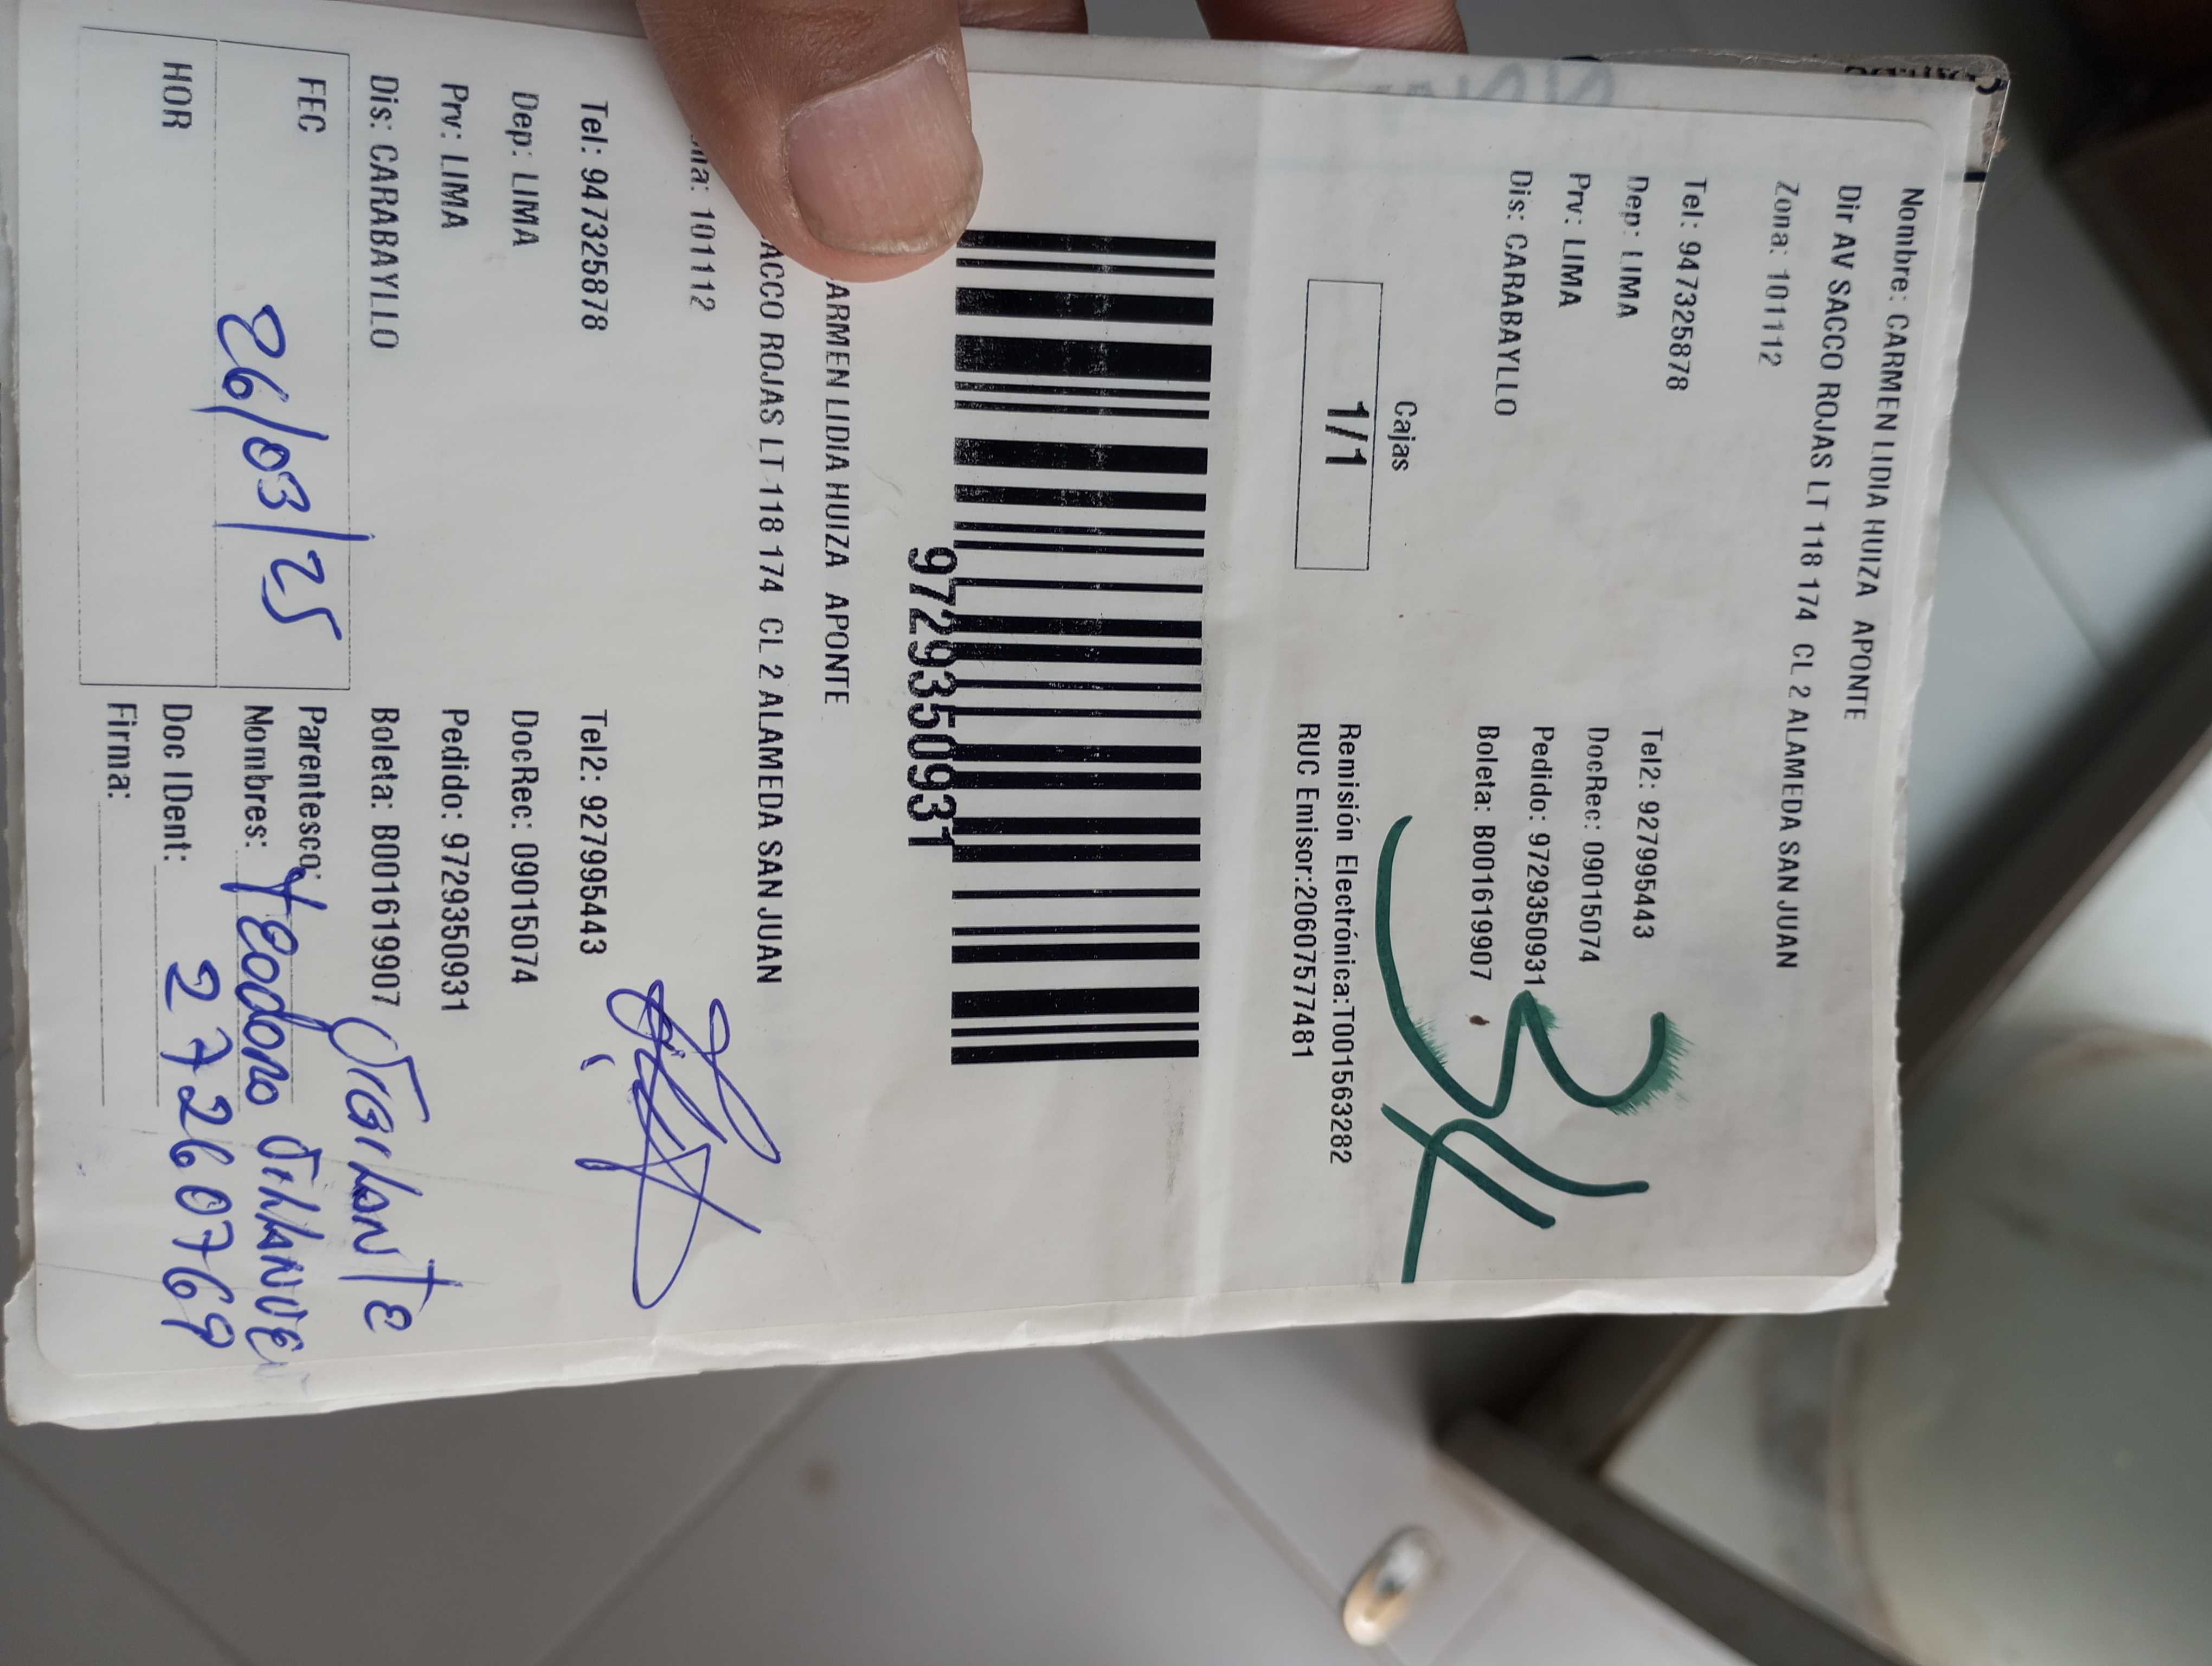 Nombre: CARMEN LIDIA HUIZA APONTE
Dir AV SACCO ROJAS LT 118 174 CL 2 ALAMEDA SAN JUAN
Zona: 101112
Tel: 947325878 Tel2: 927995443
Dep: LIMA DocRec: 09015074
Prv: LIMA Pedido: 9729350931
Dis: CARABAYLLO Boleta: B001619907
Cajas
1/1
Remisión Electrónica:T001563282
RUC Emisor:20607577481
9729350931
ARMEN LIDIA HUIZA APONTE
ACCO ROJAS LT 118 174 CL 2 ALAMEDA SAN JUAN
101112
Tel: 947325878 Tel2: 927995443
Dep: LIMA DocRec: 09015074
Prv: LIMA Pedido: 9729350931
Dis: CARABAYLLO Boleta: B001619907
FEC 26/03/25 Parentesco:
Nombres:
HOR Doc IDent: 277260769
Firma: